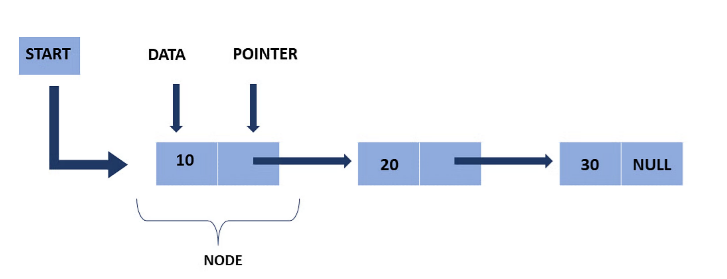 START
DATA
POINTER
10
20
30
NULL
NODE